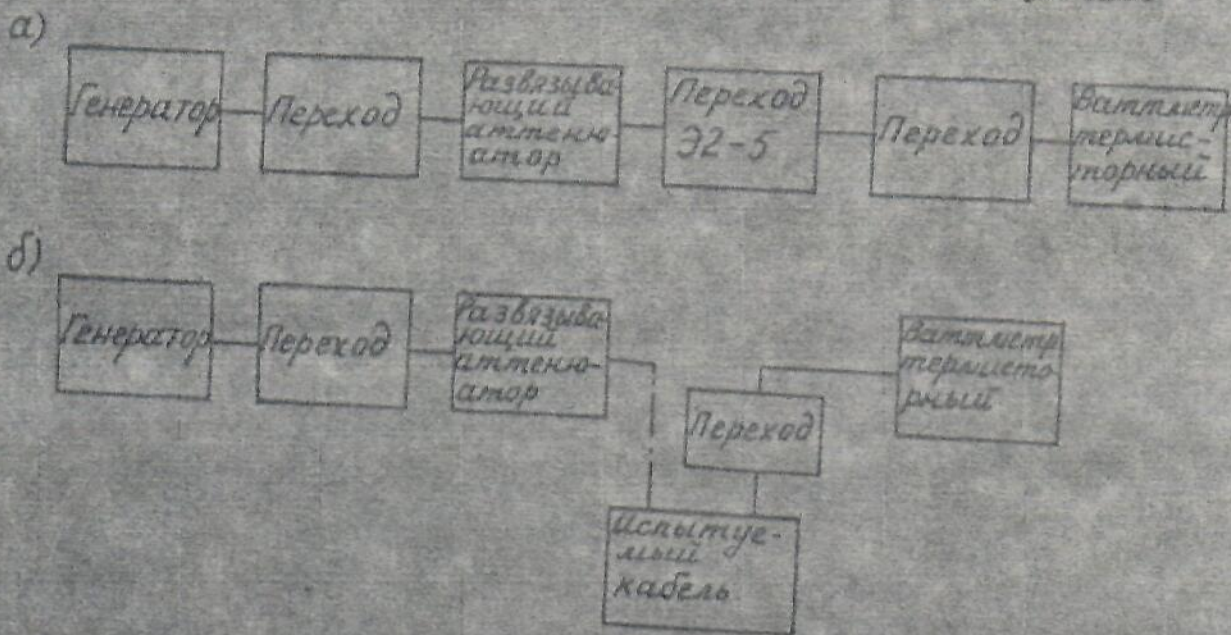 а)
Генератор
Переход
Развязыва-
ющий
аттеню-
атор
Переход
Э2-5
Переход
Ваттметр
термис-
торный
б)
Генератор
Переход
Развязыва-
ющий
аттеню-
атор
Переход
Ваттметр
термисто
рный
Испытуе-
мый
кабель